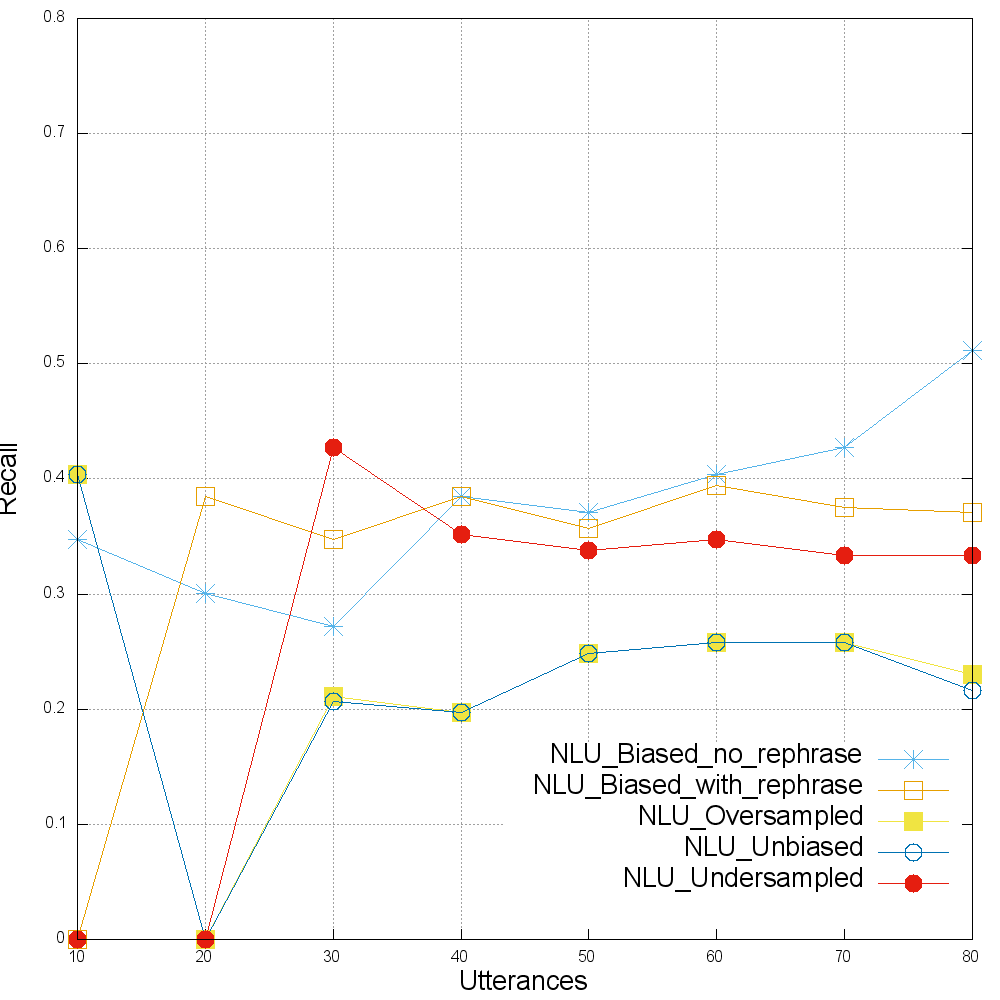 0.8
0.7
0.6
0.5
0.4
0.3
0.2
0.1
0
Recall
NLU_Biased_no_rephrase
NLU_Biased_with_rephrase
NLU_Oversampled
NLU_Unbiased
NLU_Undersampled
10 20 30 40 50 60 70 80
Utterances